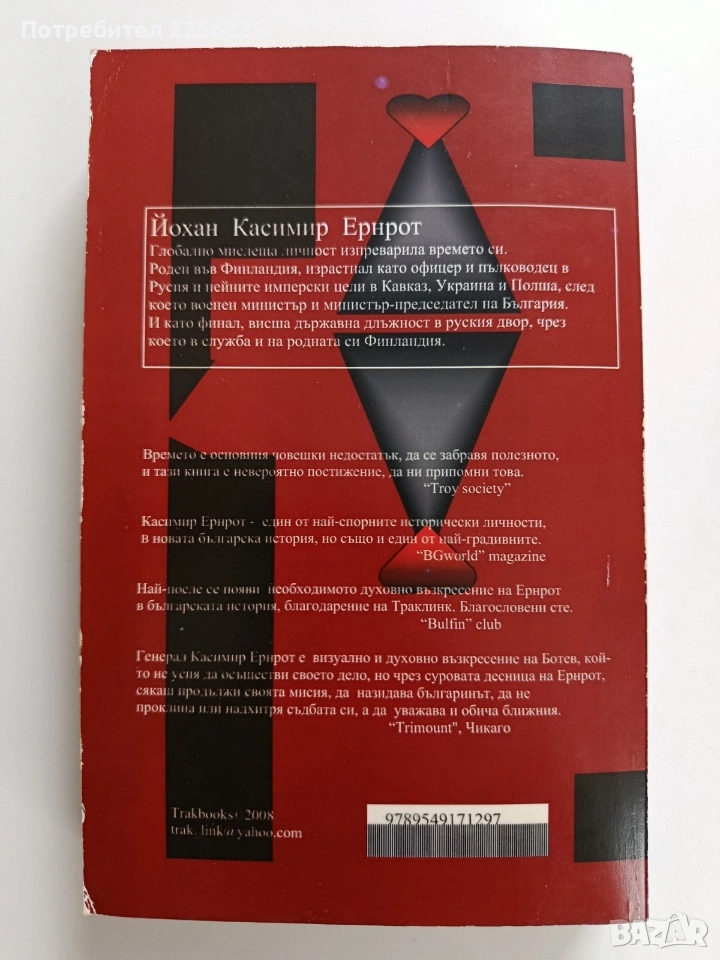 Потребител 2256225
Йохан Касимир Ернрот
Глобално мислеща личност изпреварила времето си.
Роден във Финландия, израстнал като офицер и пълководец в
Русия и нейните имперски цели в Кавказ, Украина и Полша, след
което военен министър и министър-председател на България.
И като финал, висша държавна длъжност в руския двор, чрез
което в служба и на родната си Финландия.
Времето е основния човешки недостатък, да се забравя полезното,
и тази книга е невероятно постижение, да ни припомни това.
“Troy society”
Касимир Ернрот - един от най-спорните исторически личности,
в новата българска история, но също и един от най-градивните.
“BGworld” magazine
Най-после се появи необходимото духовно възкресение на Ернрот
в българската история, благодарение на Траклинк. Благословени сте.
“Bulfin” club
Генерал Касимир Ернрот е визуално и духовно възкресение на Ботев, кой-
то не успя да осъществи своето дело, но чрез суровата десница на Ернрот,
сякаш продължи своята мисия, да назидава българинът, да не
проклина или надхитря съдбата си, а да уважава и обича ближния.
“Trimount", Чикаго
Trakbooks©2008
trak_link@yahoo.com
9789549171297
BAZAR